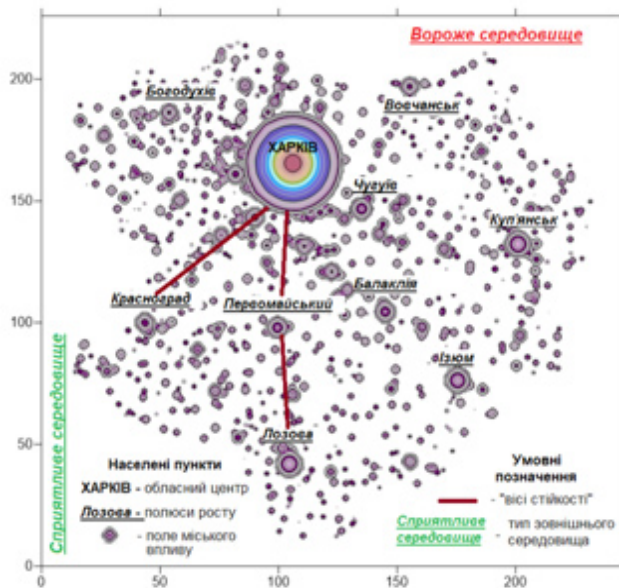 Вороже середовище
200
Богодухів
Вовчанськ
ХАРКІВ
150
Чугуїв
Куп'янськ
Балаклія
Красноград
Первомайський
100
Ізюм
Сприятливе середовище
50
Лозова
Населені пункти
ХАРКІВ - обласний центр
Лозова - полюси росту
- поле міського
впливу
Умовні
позначення
- "вісі стійкості"
Сприятливе
середовище
- тип зовнішнього
середовища
0
0 50 100 150 200